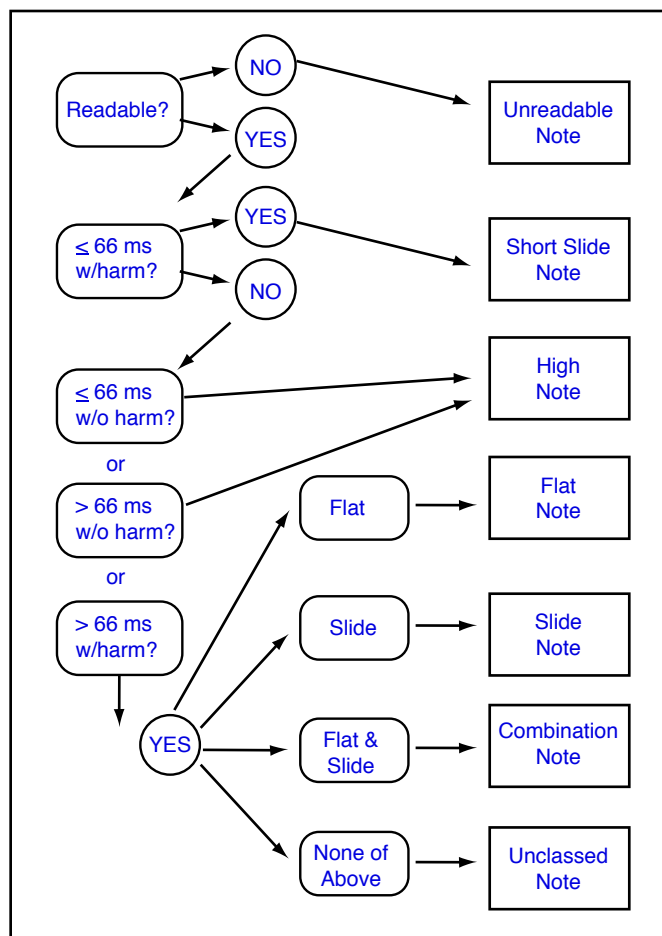 NO
Readable?
Unreadable
Note
YES
YES
≤ 66 ms
w/harm?
Short Slide
Note
NO
High
Note
≤ 66 ms
w/o harm?
or
Flat
Flat
Note
> 66 ms
w/o harm?
or
> 66 ms
w/harm?
Slide
Slide
Note
YES
Flat &
Slide
Combination
Note
None of
Above
Unclassed
Note